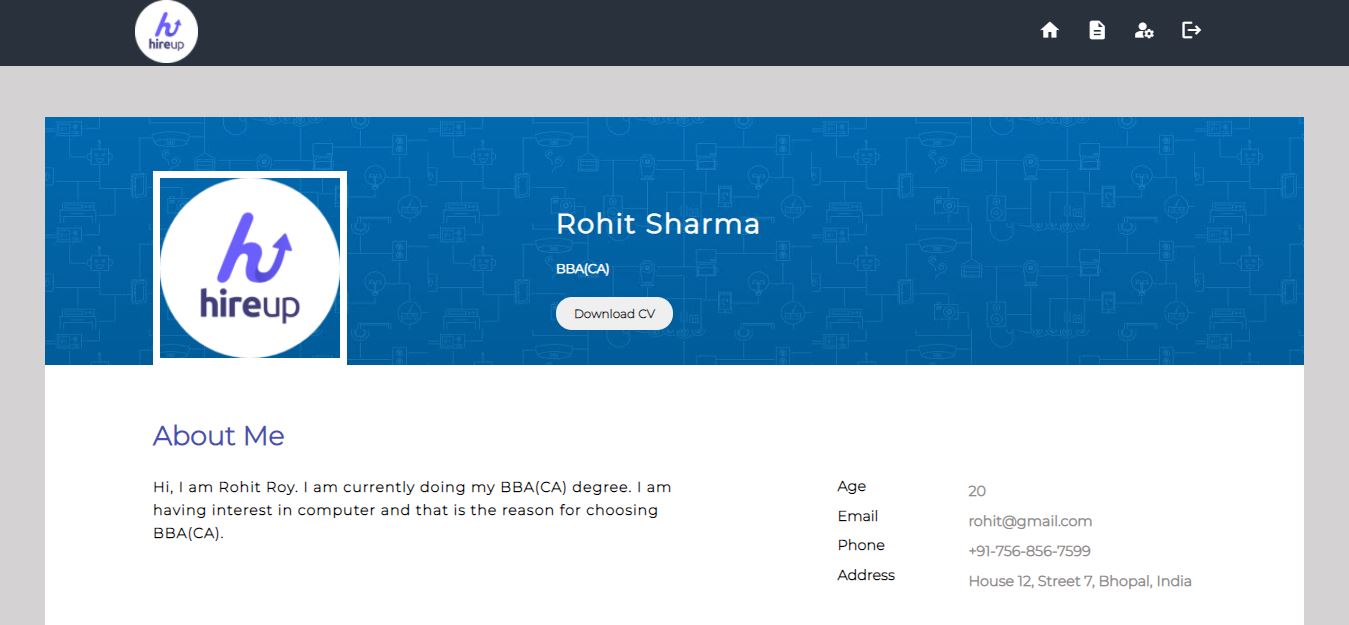 hireup
hireup
Rohit Sharma
BBA(CA)
Download CV
About Me
Hi, I am Rohit Roy. I am currently doing my BBA(CA) degree. I am
having interest in computer and that is the reason for choosing
BBA(CA).
Age 20
Email rohit@gmail.com
Phone +91-756-856-7599
Address House 12, Street 7, Bhopal, India